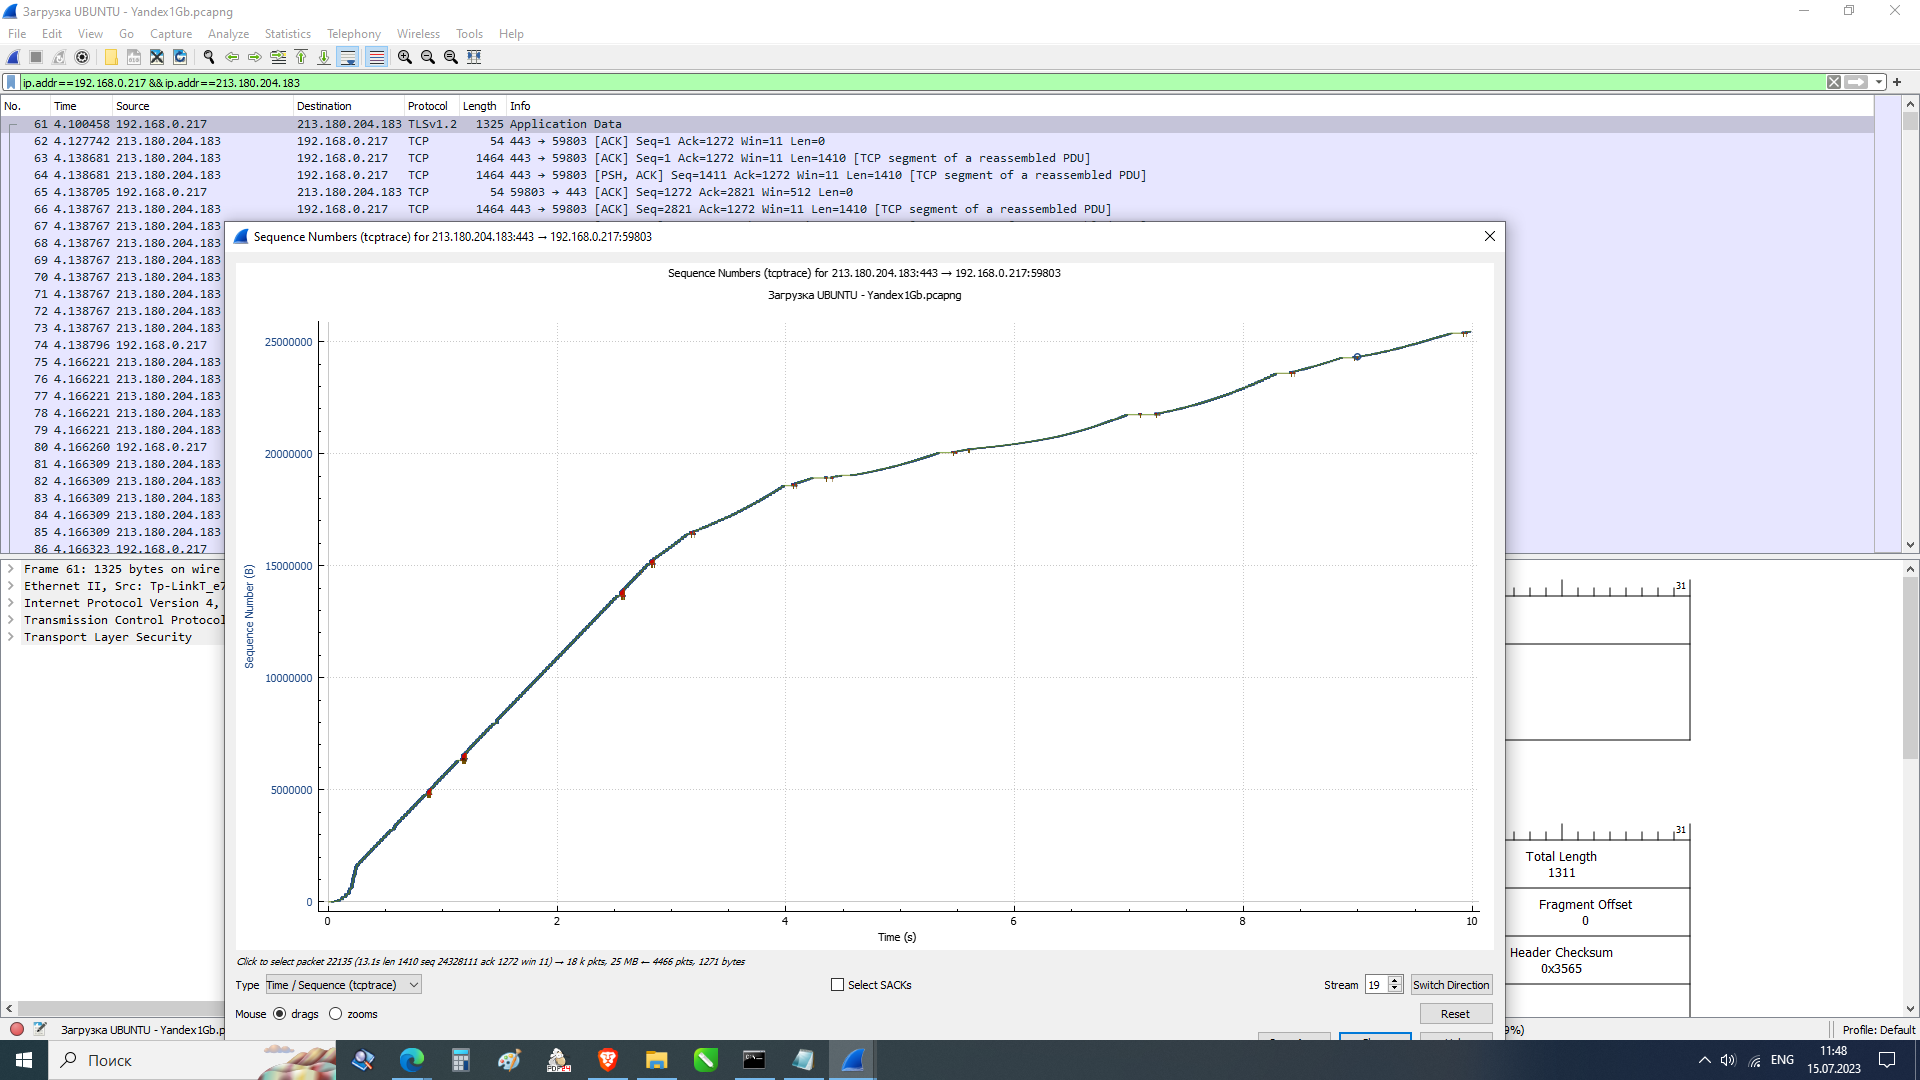 Загрузка UBUNTU - Yandex1Gb.pcapng
File Edit View Go Capture Analyze Statistics Telephony Wireless Tools Help
ip.addr==192.168.0.217 && ip.addr==213.180.204.183
No. Time Source Destination Protocol Length Info
61 4.100458 192.168.0.217 213.180.204.183 TLSv1.2 1325 Application Data
62 4.127742 213.180.204.183 192.168.0.217 TCP 54 443 → 59803 [ACK] Seq=1 Ack=1272 Win=11 Len=0
63 4.138681 213.180.204.183 192.168.0.217 TCP 1464 443 → 59803 [ACK] Seq=1 Ack=1272 Win=11 Len=1410 [TCP segment of a reassembled PDU]
64 4.138681 213.180.204.183 192.168.0.217 TCP 1464 443 → 59803 [PSH, ACK] Seq=1411 Ack=1272 Win=11 Len=1410 [TCP segment of a reassembled PDU]
65 4.138705 192.168.0.217 213.180.204.183 TCP 54 59803 → 443 [ACK] Seq=1272 Ack=2821 Win=512 Len=0
66 4.138767 213.180.204.183 192.168.0.217 TCP 1464 443 → 59803 [ACK] Seq=2821 Ack=1272 Win=11 Len=1410 [TCP segment of a reassembled PDU]
67 4.138767 213.180.204.183
68 4.138767 213.180.204.183
69 4.138767 213.180.204.183
70 4.138767 213.180.204.183
71 4.138767 213.180.204.183
72 4.138767 213.180.204.183
73 4.138767 213.180.204.183
74 4.138796 192.168.0.217
75 4.166221 213.180.204.183
76 4.166221 213.180.204.183
77 4.166221 213.180.204.183
78 4.166221 213.180.204.183
79 4.166221 213.180.204.183
80 4.166260 192.168.0.217
81 4.166309 213.180.204.183
82 4.166309 213.180.204.183
83 4.166309 213.180.204.183
84 4.166309 213.180.204.183
85 4.166309 213.180.204.183
86 4.166323 192.168.0.217
Frame 61: 1325 bytes on wire
Ethernet II, Src: Tp-LinkT_e7
Internet Protocol Version 4,
Transmission Control Protocol
Transport Layer Security
Sequence Numbers (tcptrace) for 213.180.204.183:443 → 192.168.0.217:59803
Sequence Numbers (tcptrace) for 213.180.204.183:443 → 192.168.0.217:59803
Загрузка UBUNTU - Yandex1Gb.pcapng
Sequence Number (B)
25000000
20000000
15000000
10000000
5000000
0
0 2 4 6 8 10
Time (s)
Click to select packet 22135 (13.1s len 1410 seq 24328111 ack 1272 win 11) → 18 k pkts, 25 MB ← 4466 pkts, 1271 bytes
Type Time / Sequence (tcptrace) Select SACKs Stream 19 Switch Direction
Mouse drags zooms Reset
31
31
Total Length
1311
Fragment Offset
0
Header Checksum
0x3565
Загрузка UBUNTU - Yandex1Gb.p
9%)
Profile: Default
Поиск
PDF24
ENG
11:48
15.07.2023